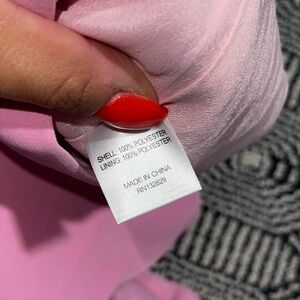 SHELL: 100% POLYESTER
LINING: 100% POLYESTER
MADE IN CHINA
RN132829